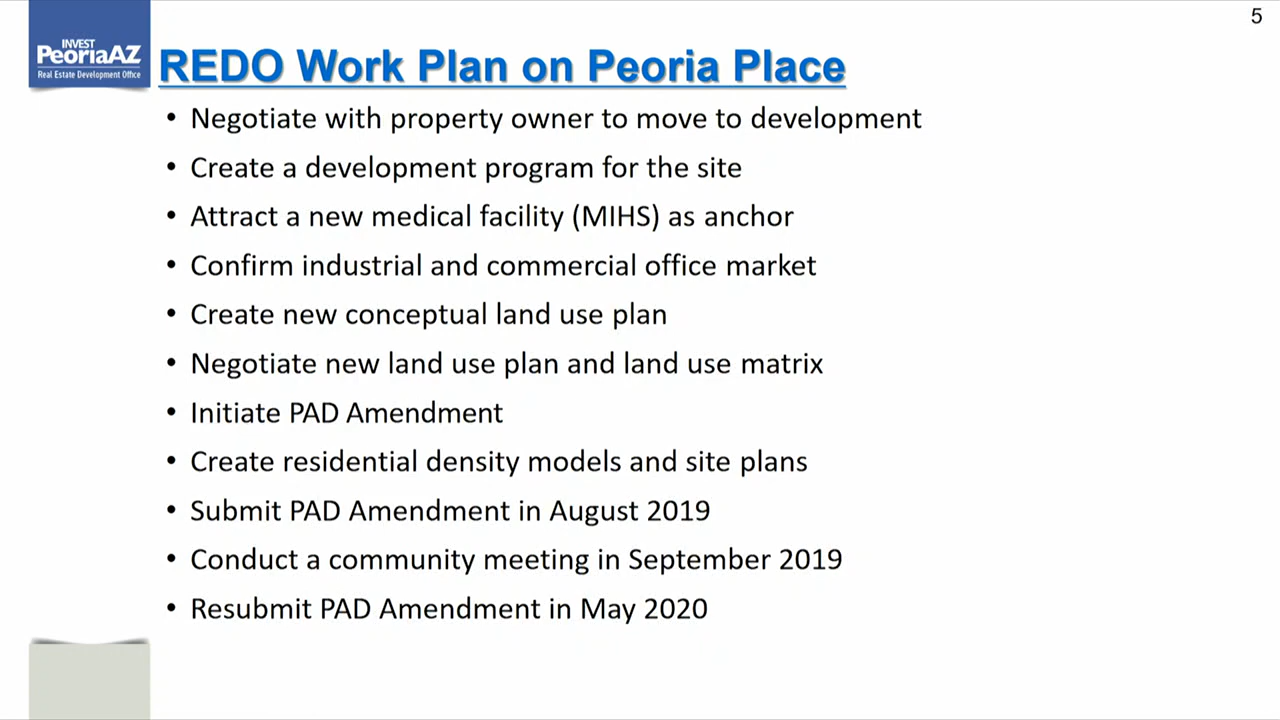 5
INVEST
PeoriaAZ
Real Estate Development Office
REDO Work Plan on Peoria Place
• Negotiate with property owner to move to development
• Create a development program for the site
• Attract a new medical facility (MIHS) as anchor
• Confirm industrial and commercial office market
• Create new conceptual land use plan
• Negotiate new land use plan and land use matrix
• Initiate PAD Amendment
• Create residential density models and site plans
• Submit PAD Amendment in August 2019
• Conduct a community meeting in September 2019
• Resubmit PAD Amendment in May 2020